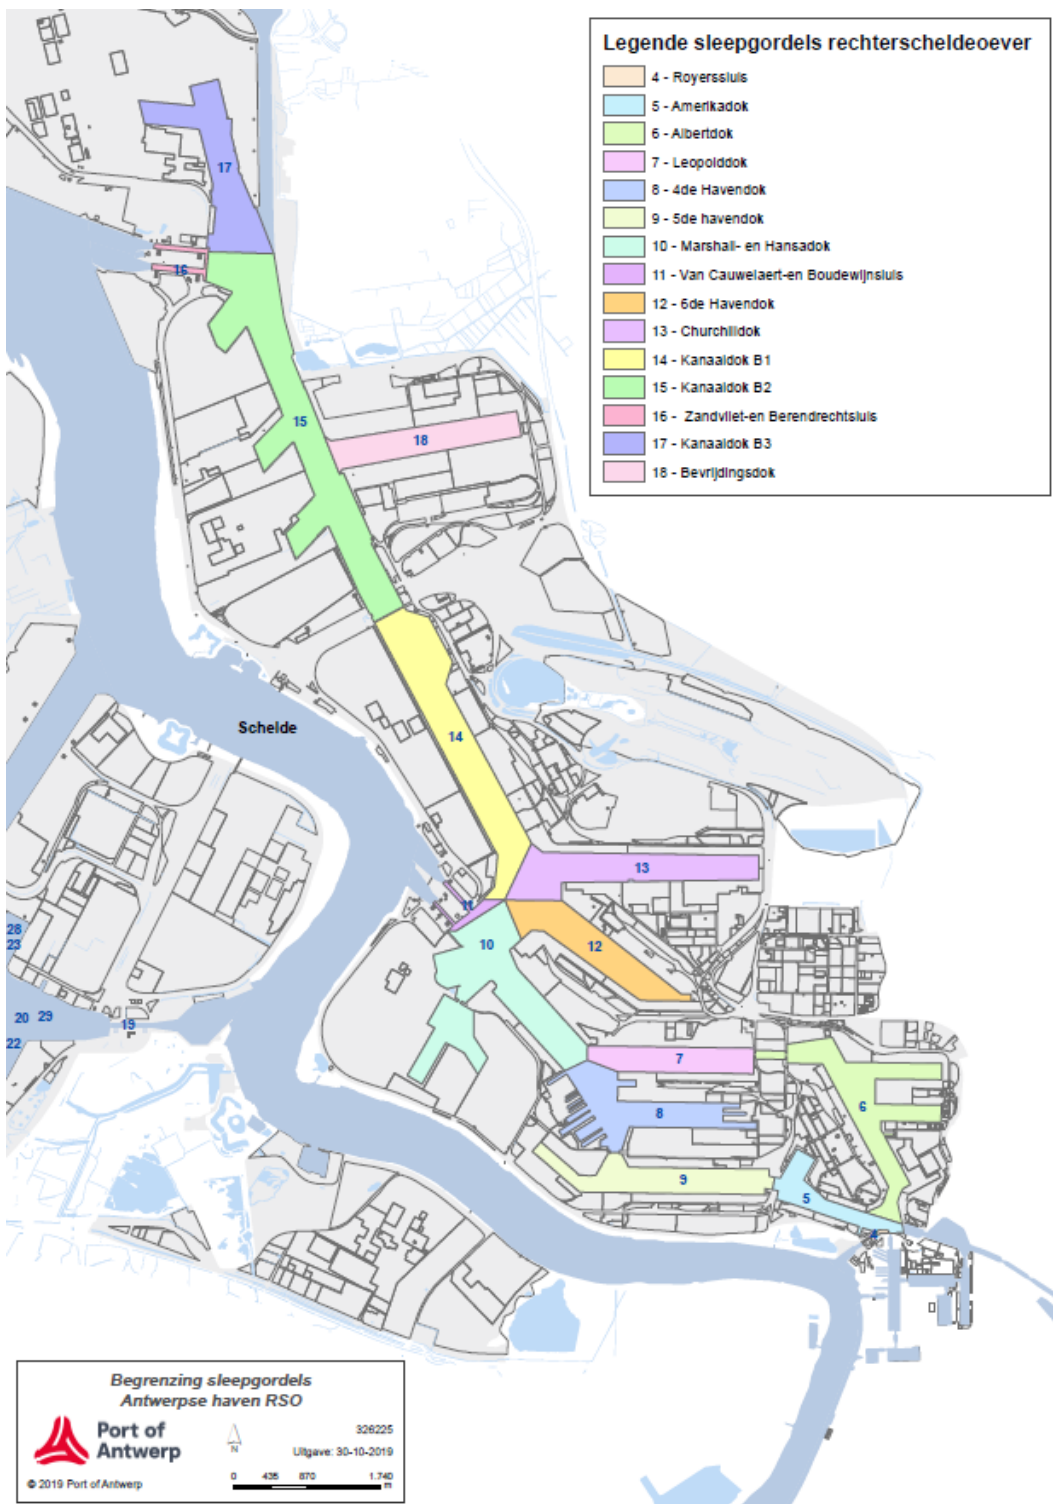 Legende sleepgordels rechterscheldeoever
4 - Royerssluis
5 - Amerikadok
6 - Albertdok
7 - Leopolddok
8 - 4de Havendok
9 - 5de havendok
10 - Marshall- en Hansadok
11 - Van Cauwelaert-en Boudewijnsluis
12 - 6de Havendok
13 - Churchilldok
14 - Kanaaldok B1
15 - Kanaaldok B2
16 - Zandvliet-en Berendrechtsluis
17 - Kanaaldok B3
18 - Bevrijdingsdok
17
16
15
18
Schelde
14
13
11
10
12
28
23
20 29
19
22
7
8
6
9
5
4
Begrenzing sleepgordels
Antwerpse haven RSO
Port of
Antwerp
N
326225
Uitgave: 30-10-2019
© 2019 Port of Antwerp
0 435 870 1.740
m